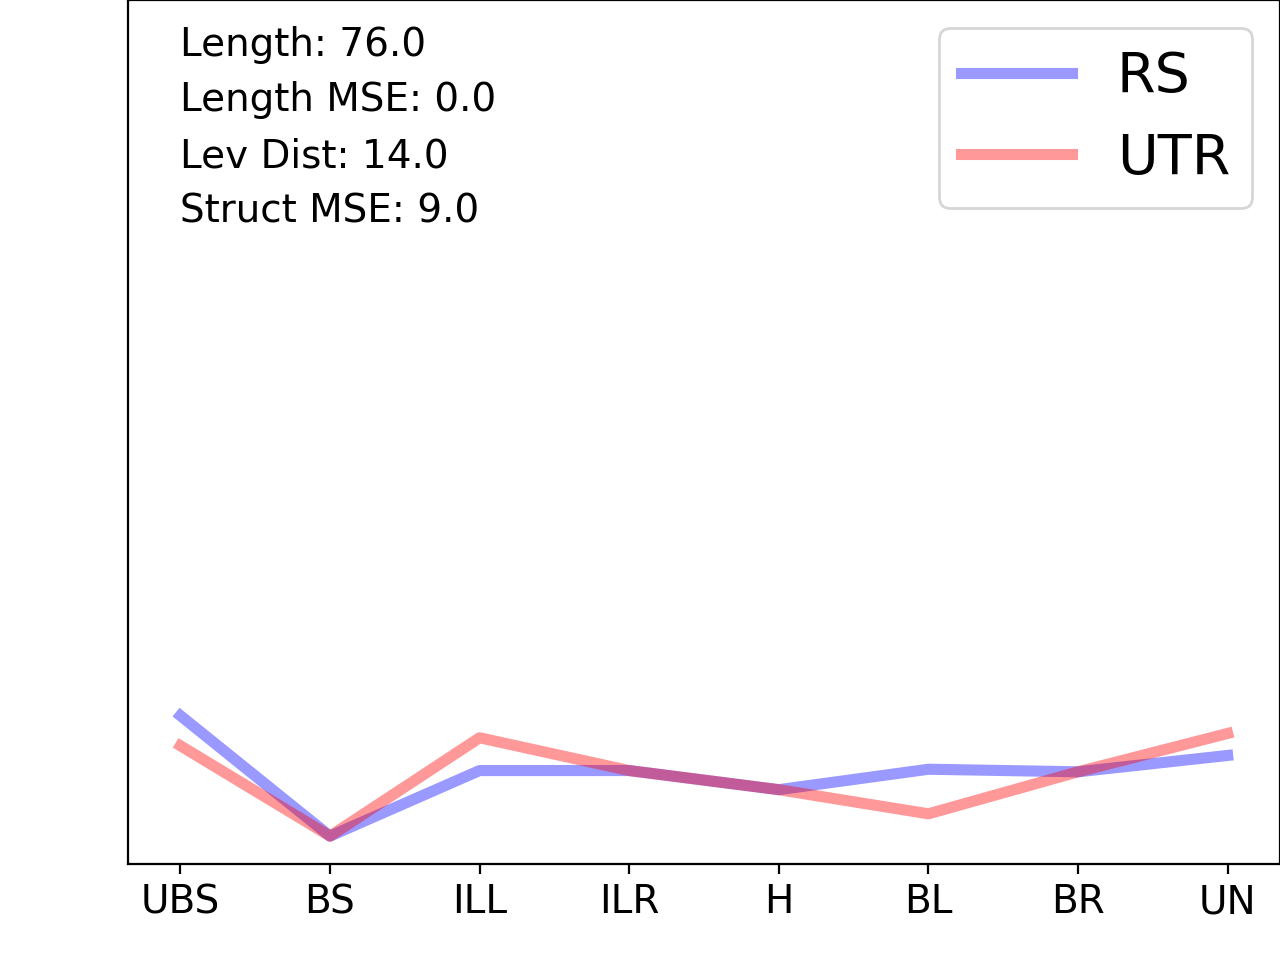 Length: 76.0
Length MSE: 0.0
Lev Dist: 14.0
Struct MSE: 9.0
RS
UTR
UBS BS ILL ILR H BL BR UN